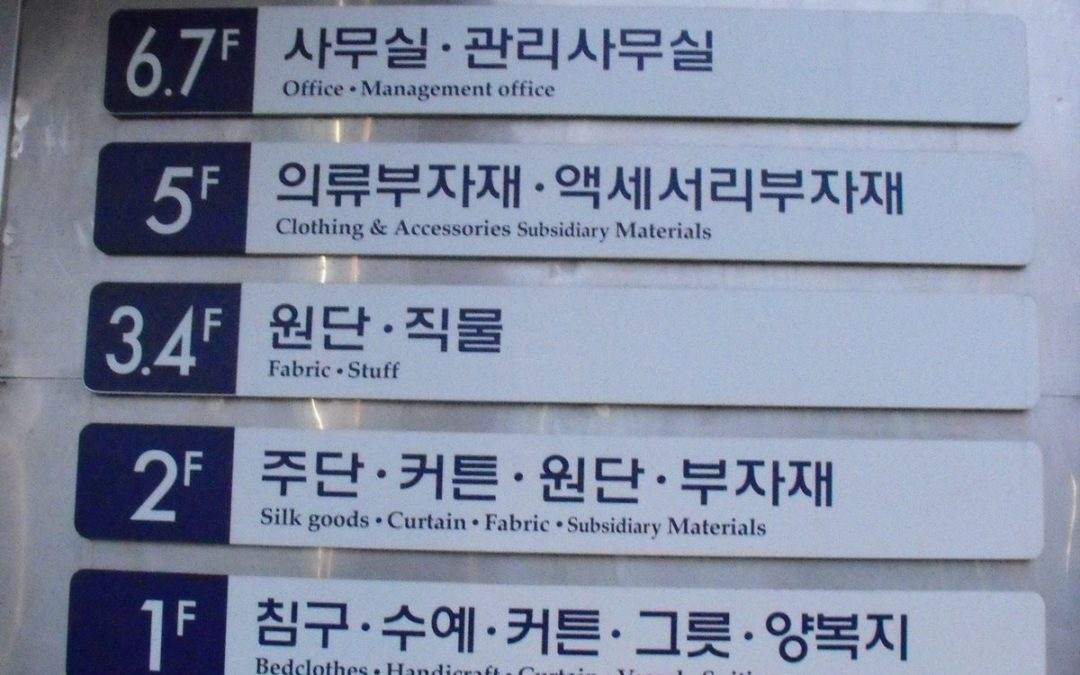 6.7F 사무실·관리사무실
Office • Management office
5F 의류부자재·액세서리부자재
Clothing & Accessories Subsidiary Materials
3.4F 원단·직물
Fabric • Stuff
2F 주단·커튼·원단·부자재
Silk goods • Curtain • Fabric • Subsidiary Materials
1F 침구·수예·커튼·그릇·양복지
Bedclothes • Handicraft • Curtain •